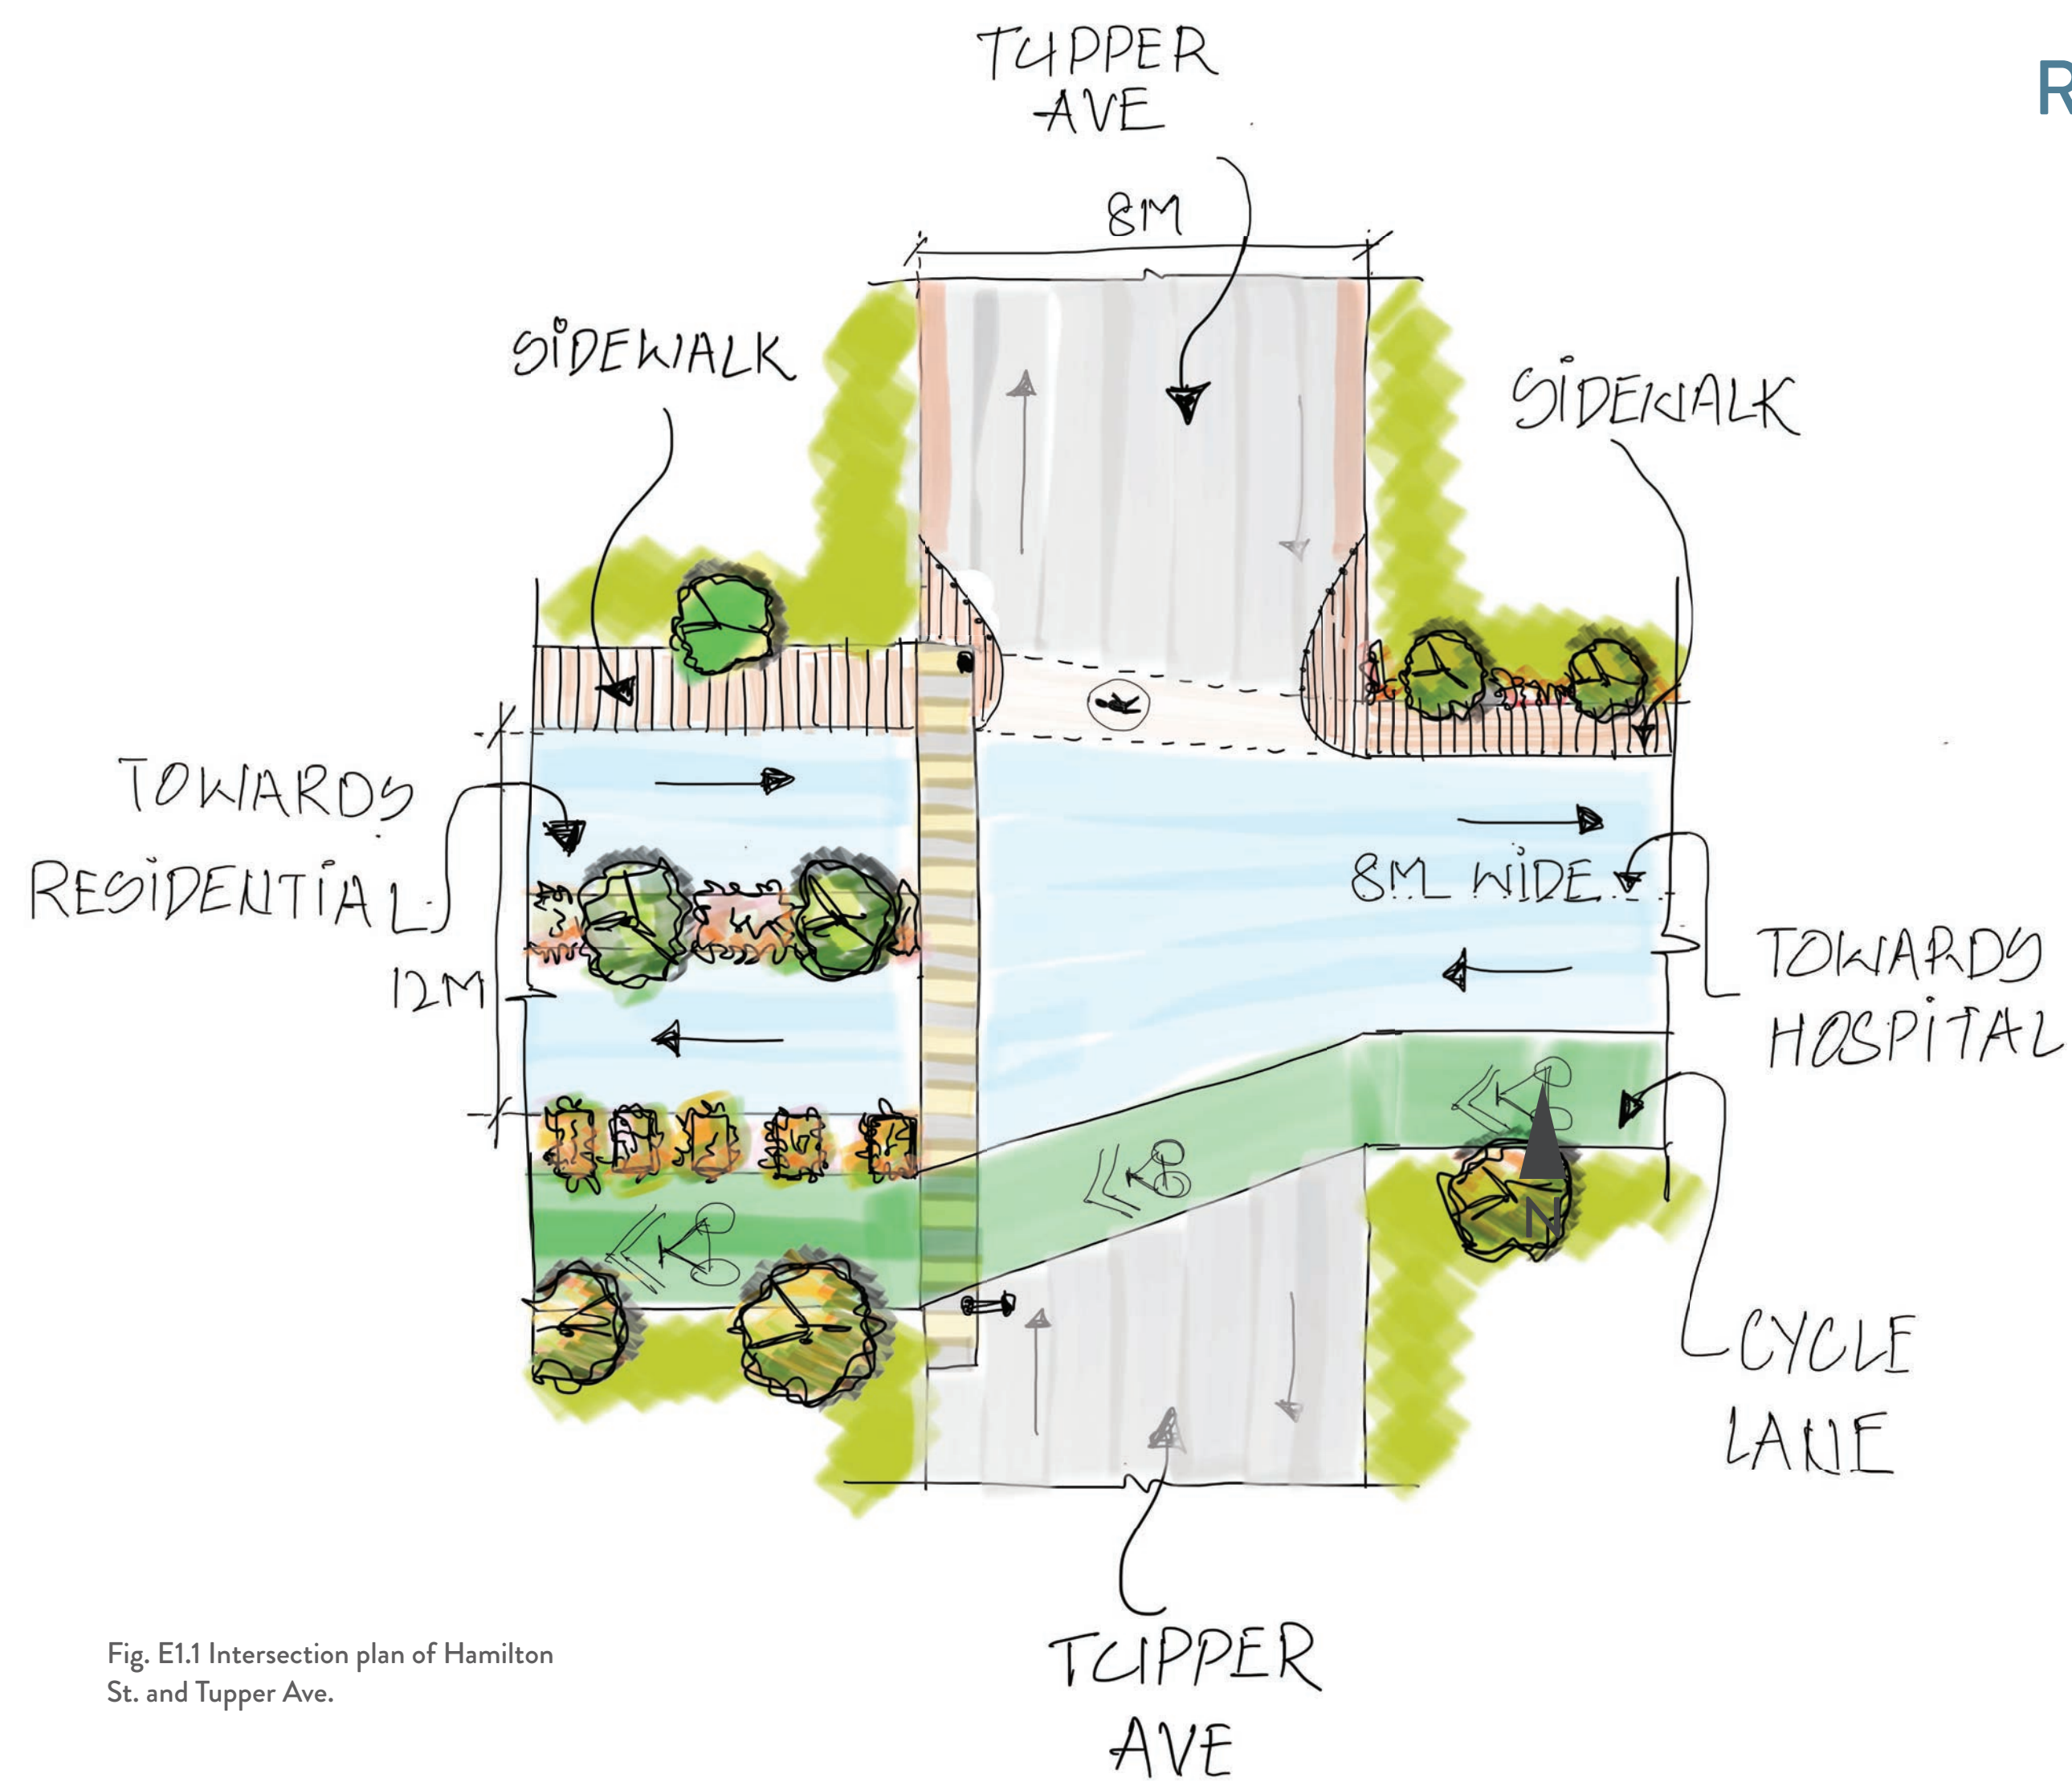 TUPPER
AVE
R
8M
SIDEWALK
SIDEWALK
TOWARDS
RESIDENTIAL
8M WIDE
12M
TOWARDS
HOSPITAL
N
CYCLE
LANE
Fig. E1.1 Intersection plan of Hamilton
St. and Tupper Ave.
TUPPER
AVE